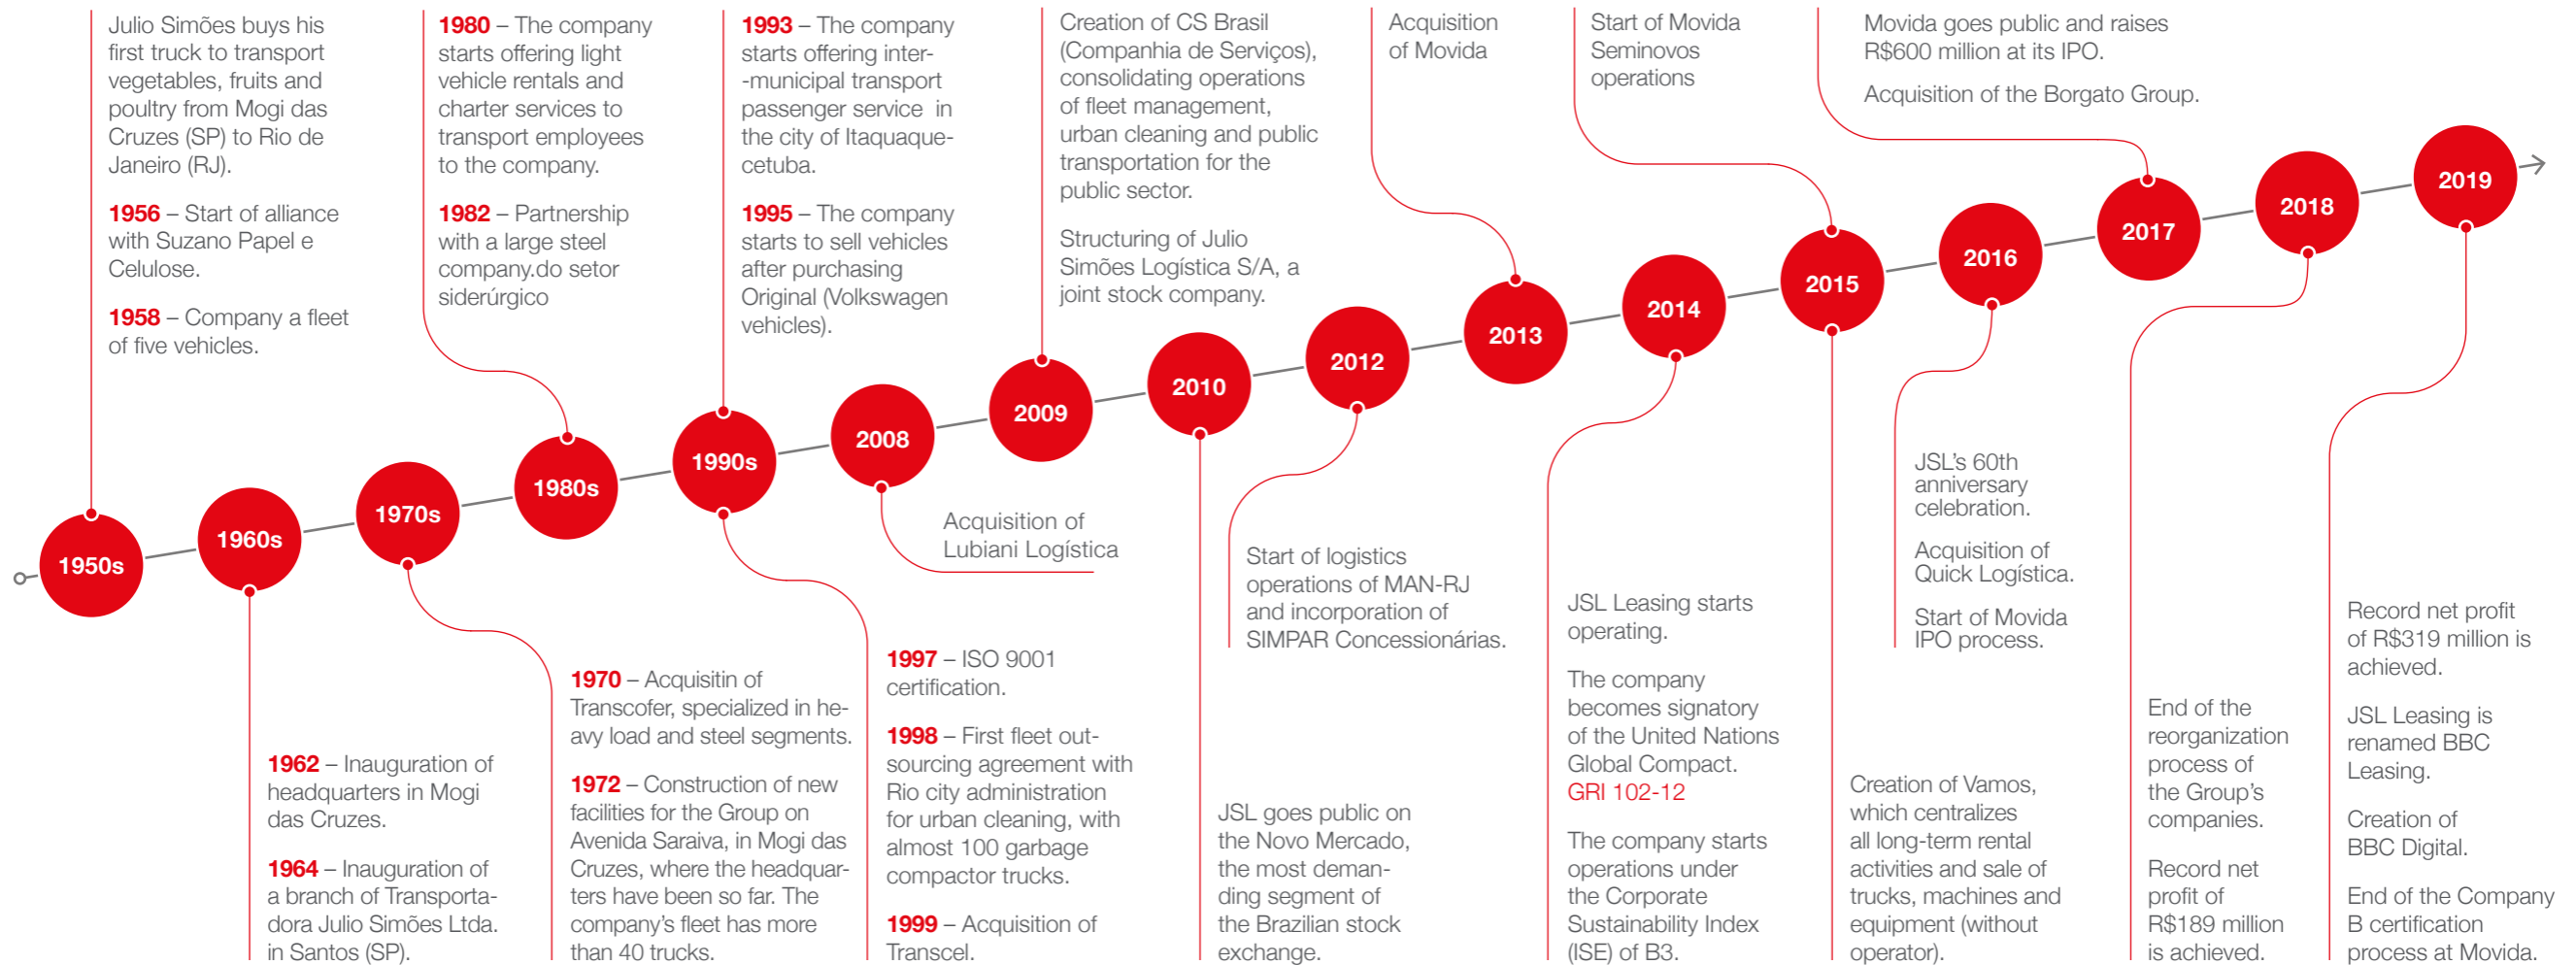 Julio Simões buys his
first truck to transport
vegetables, fruits and
poultry from Mogi das
Cruzes (SP) to Rio de
Janeiro (RJ).
1956 – Start of alliance
with Suzano Papel e
Celulose.
1958 – Company a fleet
of five vehicles.
1950s
1960s
1962 – Inauguration of
headquarters in Mogi
das Cruzes.
1964 – Inauguration of
a branch of Transporta-
dora Julio Simões Ltda.
in Santos (SP).
1970s
1970 – Acquisitin of
Transcofer, specialized in he-
avy load and steel segments.
1972 – Construction of new
facilities for the Group on
Avenida Saraiva, in Mogi das
Cruzes, where the headquar-
ters have been so far. The
company's fleet has more
than 40 trucks.
1980 – The company
starts offering light
vehicle rentals and
charter services to
transport employees
to the company.
1982 – Partnership
with a large steel
company.do setor
siderúrgico
1980s
1993 – The company
starts offering inter-
-municipal transport
passenger service in
the city of Itaquaque-
cetuba.
1995 – The company
starts to sell vehicles
after purchasing
Original (Volkswagen
vehicles).
1990s
1997 – ISO 9001
certification.
1998 – First fleet out-
sourcing agreement with
Rio city administration
for urban cleaning, with
almost 100 garbage
compactor trucks.
1999 – Acquisition of
Transcel.
2008
Acquisition of
Lubiani Logística
Creation of CS Brasil
(Companhia de Serviços),
consolidating operations
of fleet management,
urban cleaning and public
transportation for the
public sector.
Structuring of Julio
Simões Logística S/A, a
joint stock company.
2009
2010
JSL goes public on
the Novo Mercado,
the most deman-
ding segment of
the Brazilian stock
exchange.
2012
Start of logistics
operations of MAN-RJ
and incorporation of
SIMPAR Concessionárias.
Acquisition
of Movida
2013
2014
JSL Leasing starts
operating.
The company
becomes signatory
of the United Nations
Global Compact.
GRI 102-12
The company starts
operations under
the Corporate
Sustainability Index
(ISE) of B3.
Start of Movida
Seminovos
operations
2015
Creation of Vamos,
which centralizes
all long-term rental
activities and sale of
trucks, machines and
equipment (without
operator).
2016
JSL's 60th
anniversary
celebration.
Acquisition of
Quick Logística.
Start of Movida
IPO process.
Movida goes public and raises
R$600 million at its IPO.
Acquisition of the Borgato Group.
2017
2018
End of the
reorganization
process of
the Group's
companies.
Record net
profit of
R$189 million
is achieved.
2019
Record net profit
of R$319 million is
achieved.
JSL Leasing is
renamed BBC
Leasing.
Creation of
BBC Digital.
End of the Company
B certification
process at Movida.